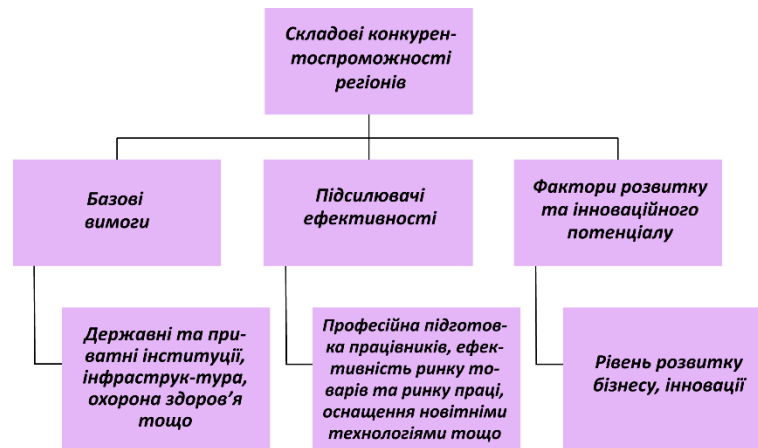 Складові конкурен-
тоспроможності
регіонів
Базові
вимоги
Підсилювачі
ефективності
Фактори розвитку
та інноваційного
потенціалу
Державні та при-
ватні інституції,
інфраструк-тура,
охорона здоров’я
тощо
Професійна підготов-
ка працівників, ефек-
тивність ринку то-
варів та ринку праці,
оснащення новітніми
технологіями тощо
Рівень розвитку
бізнесу, інновації